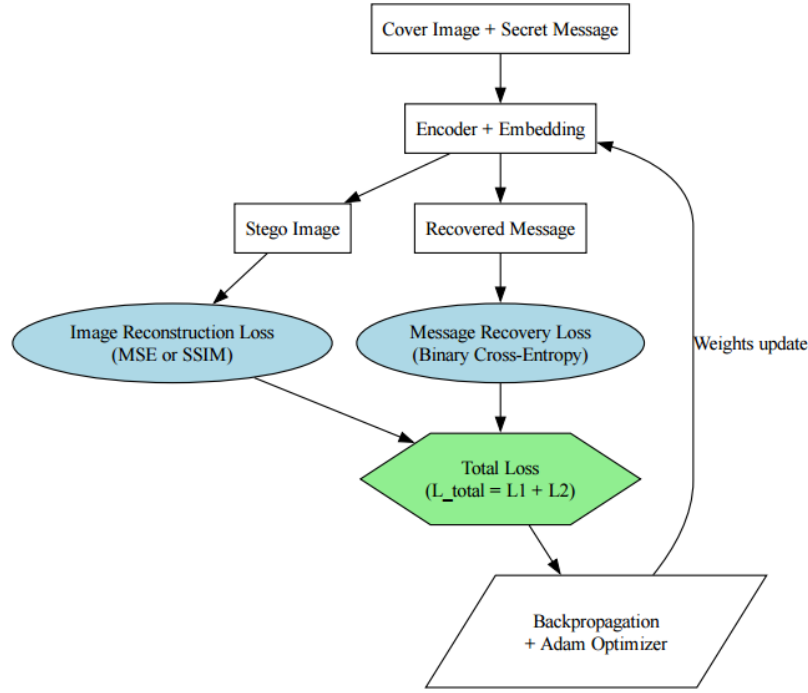 Cover Image + Secret Message
Encoder + Embedding
Stego Image
Recovered Message
Image Reconstruction Loss
(MSE or SSIM)
Message Recovery Loss
(Binary Cross-Entropy)
Weights update
Total Loss
(L_total = L1 + L2)
Backpropagation
+ Adam Optimizer